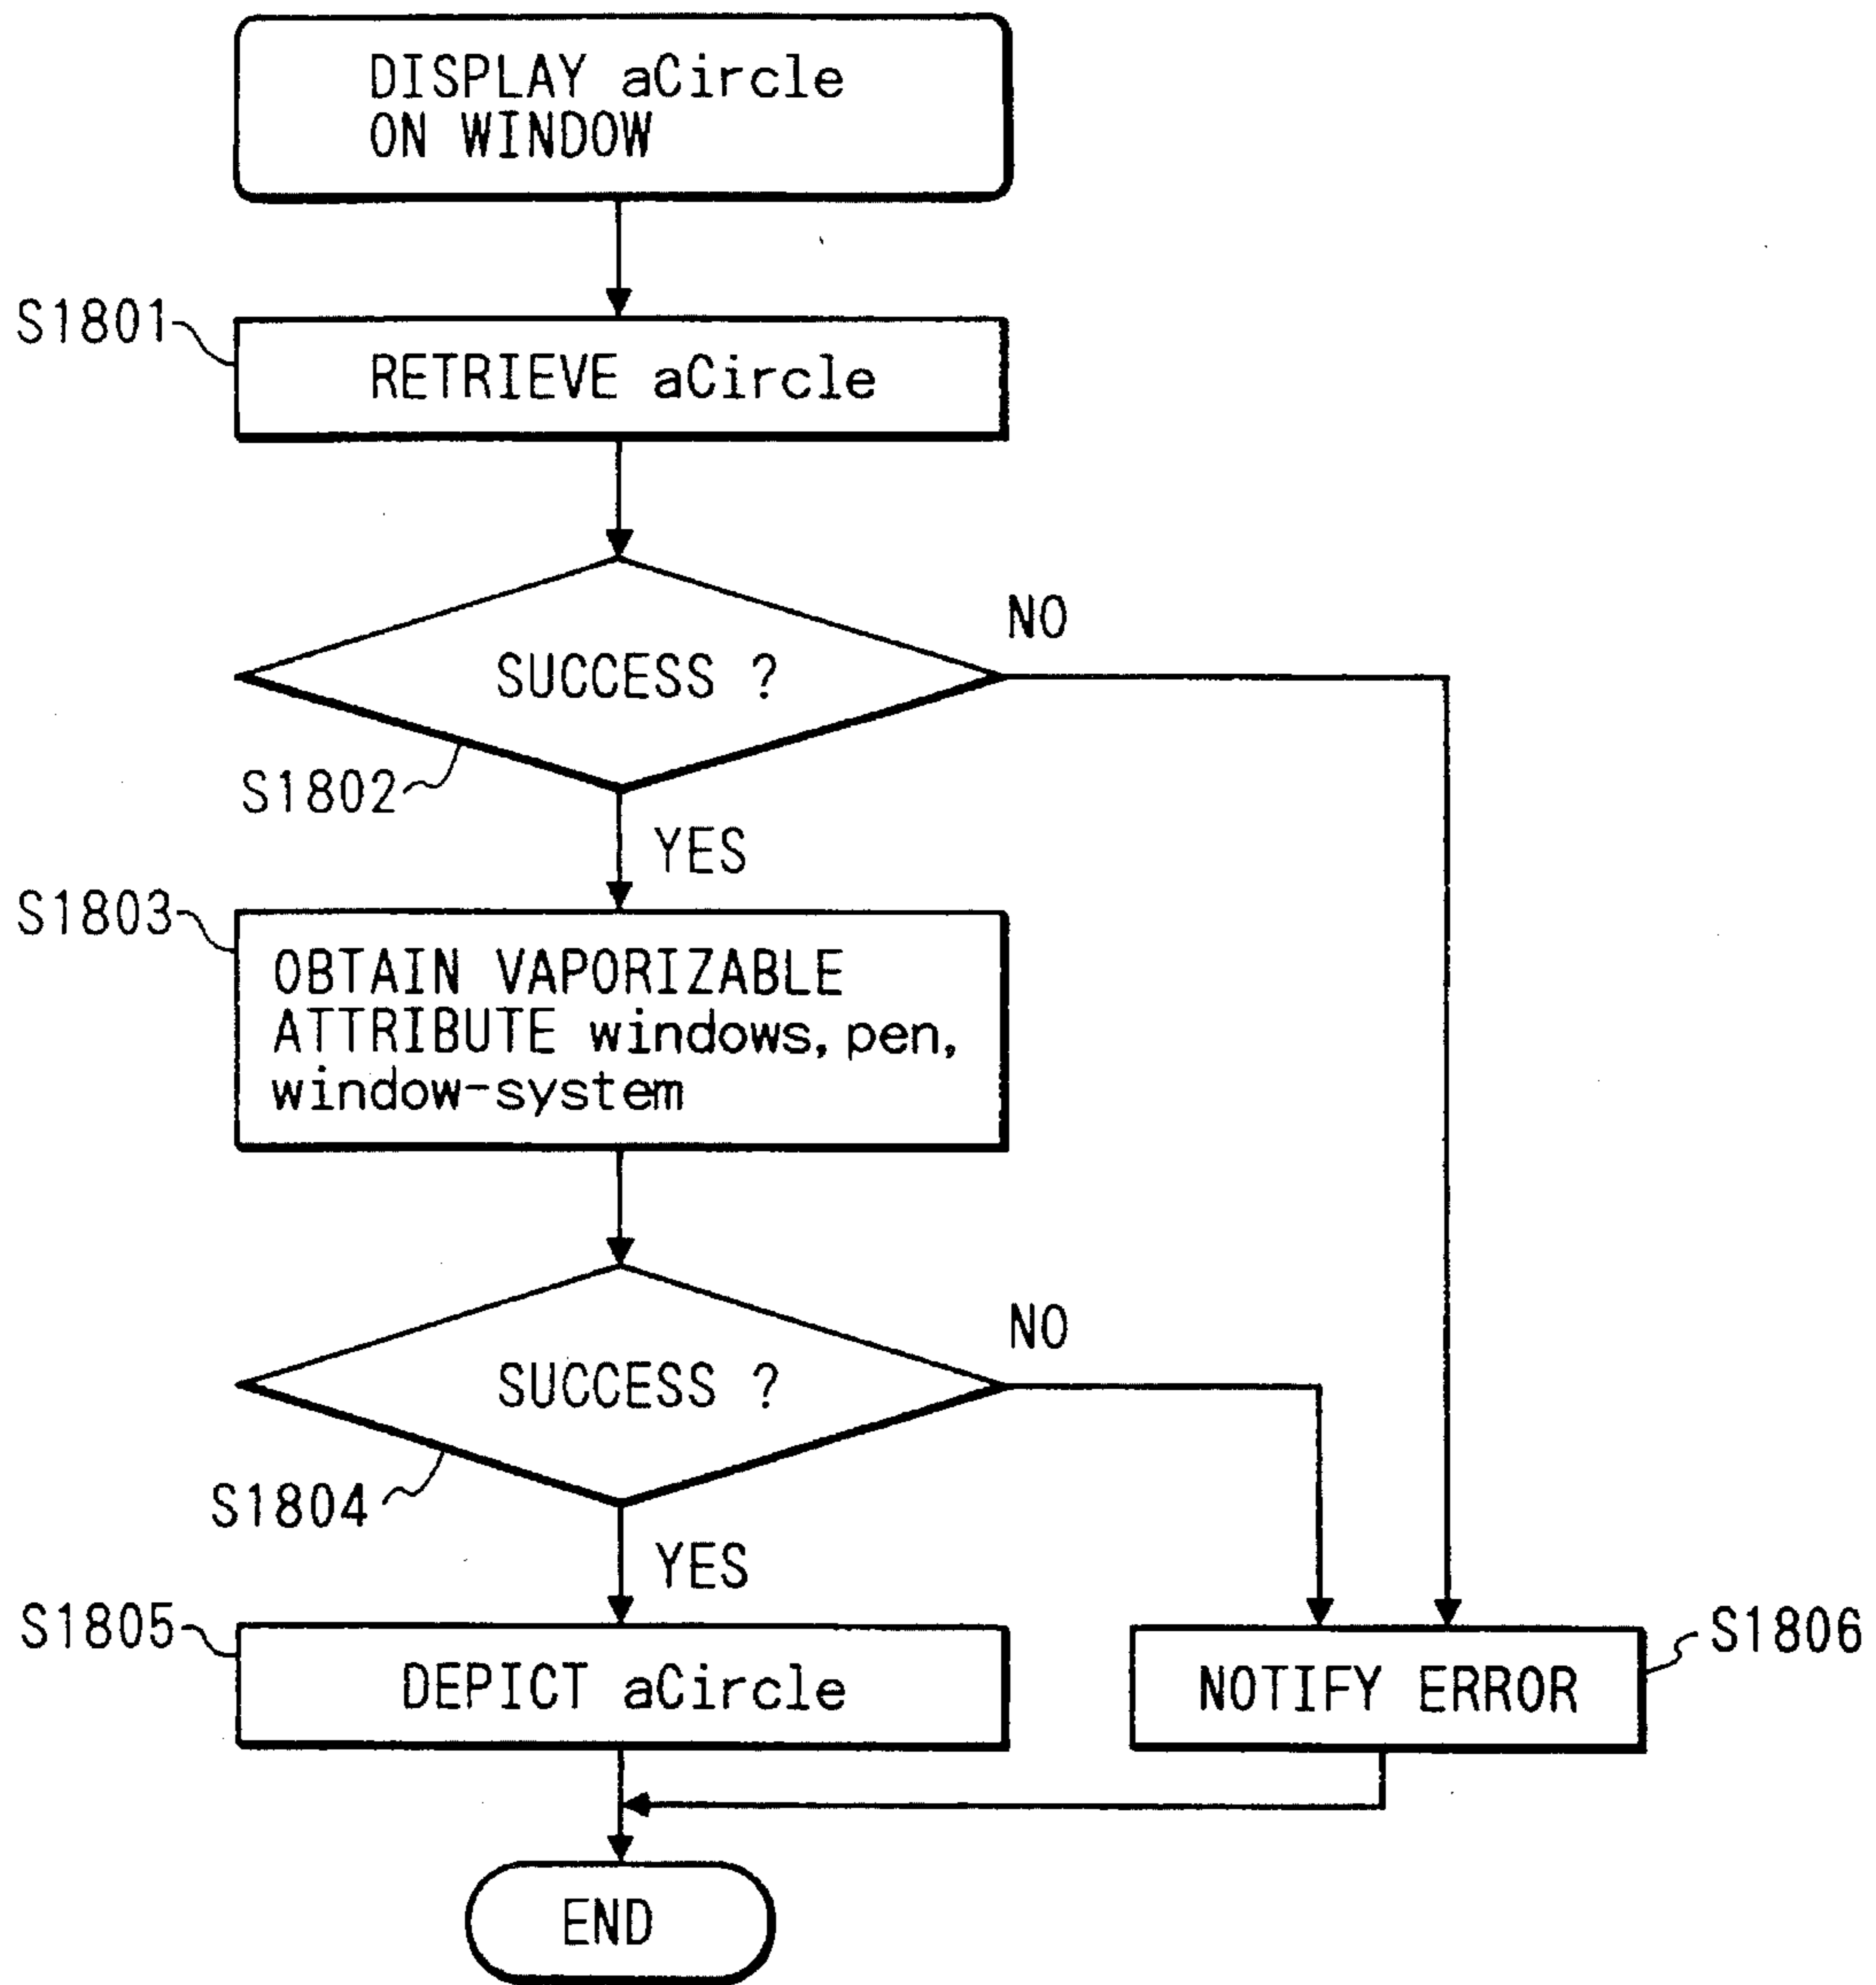 DISPLAY aCircle
ON WINDOW
S1801
RETRIEVE aCircle
NO
SUCCESS ?
S1802
YES
S1803
OBTAIN VAPORIZABLE
ATTRIBUTE windows, pen,
window-system
NO
SUCCESS ?
S1804
YES
S1805
DEPICT aCircle
S1806
NOTIFY ERROR
END